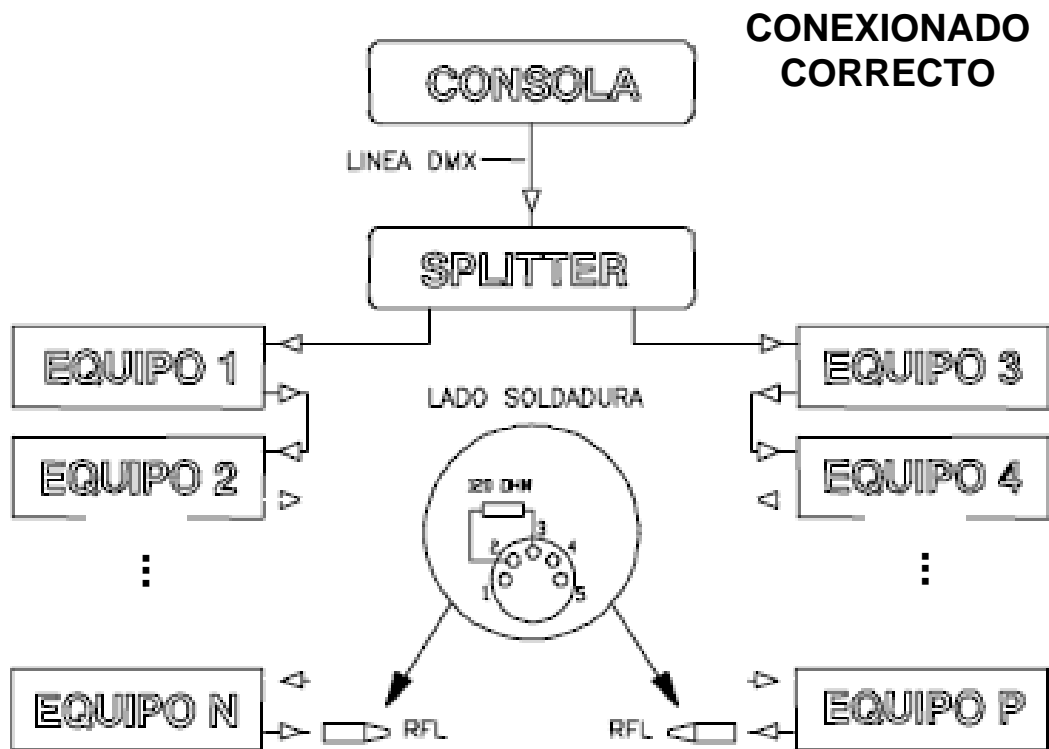 CONEXIONADO
CORRECTO
CONSOLA
LINEA DMX
SPLITTER
EQUIPO 1
EQUIPO 3
LADO SOLDADURA
EQUIPO 2
EQUIPO 4
120 OHM
3
2 4
1 5
EQUIPO N
RFL
RFL
EQUIPO P